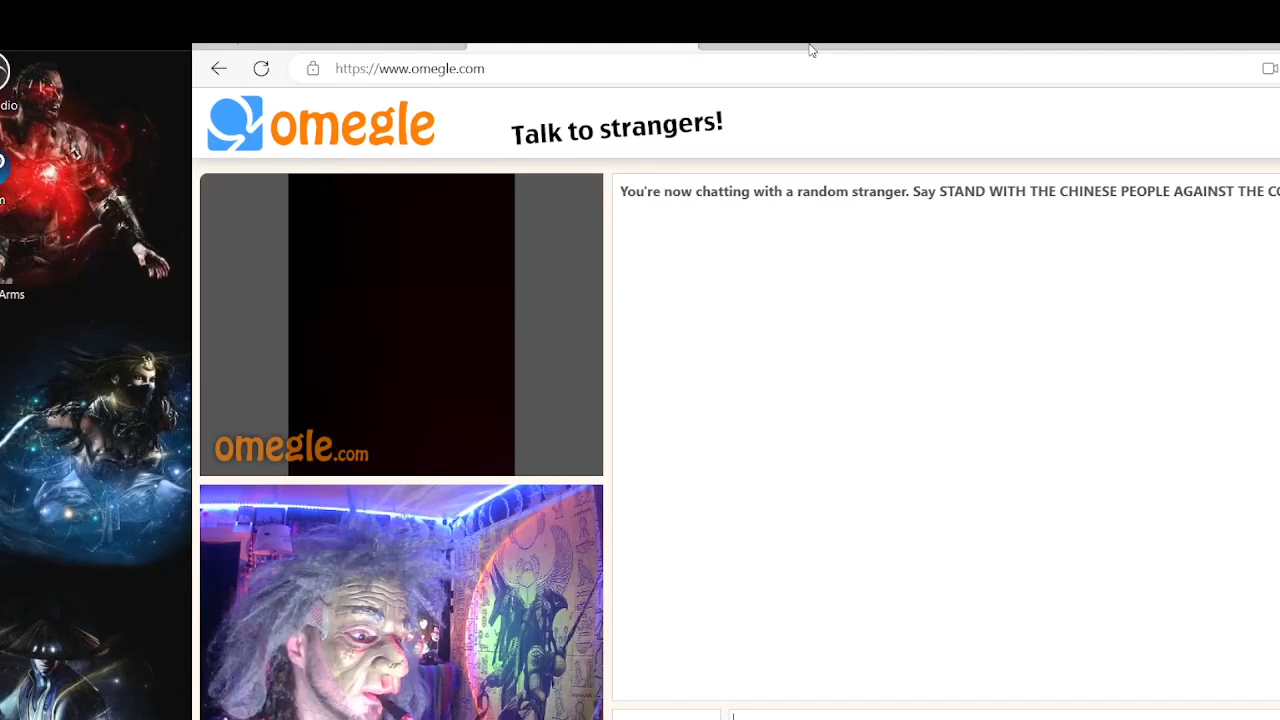 dio
https://www.omegle.com
omegle
Talk to strangers!
You're now chatting with a random stranger. Say STAND WITH THE CHINESE PEOPLE AGAINST THE
Arms
omegle.com